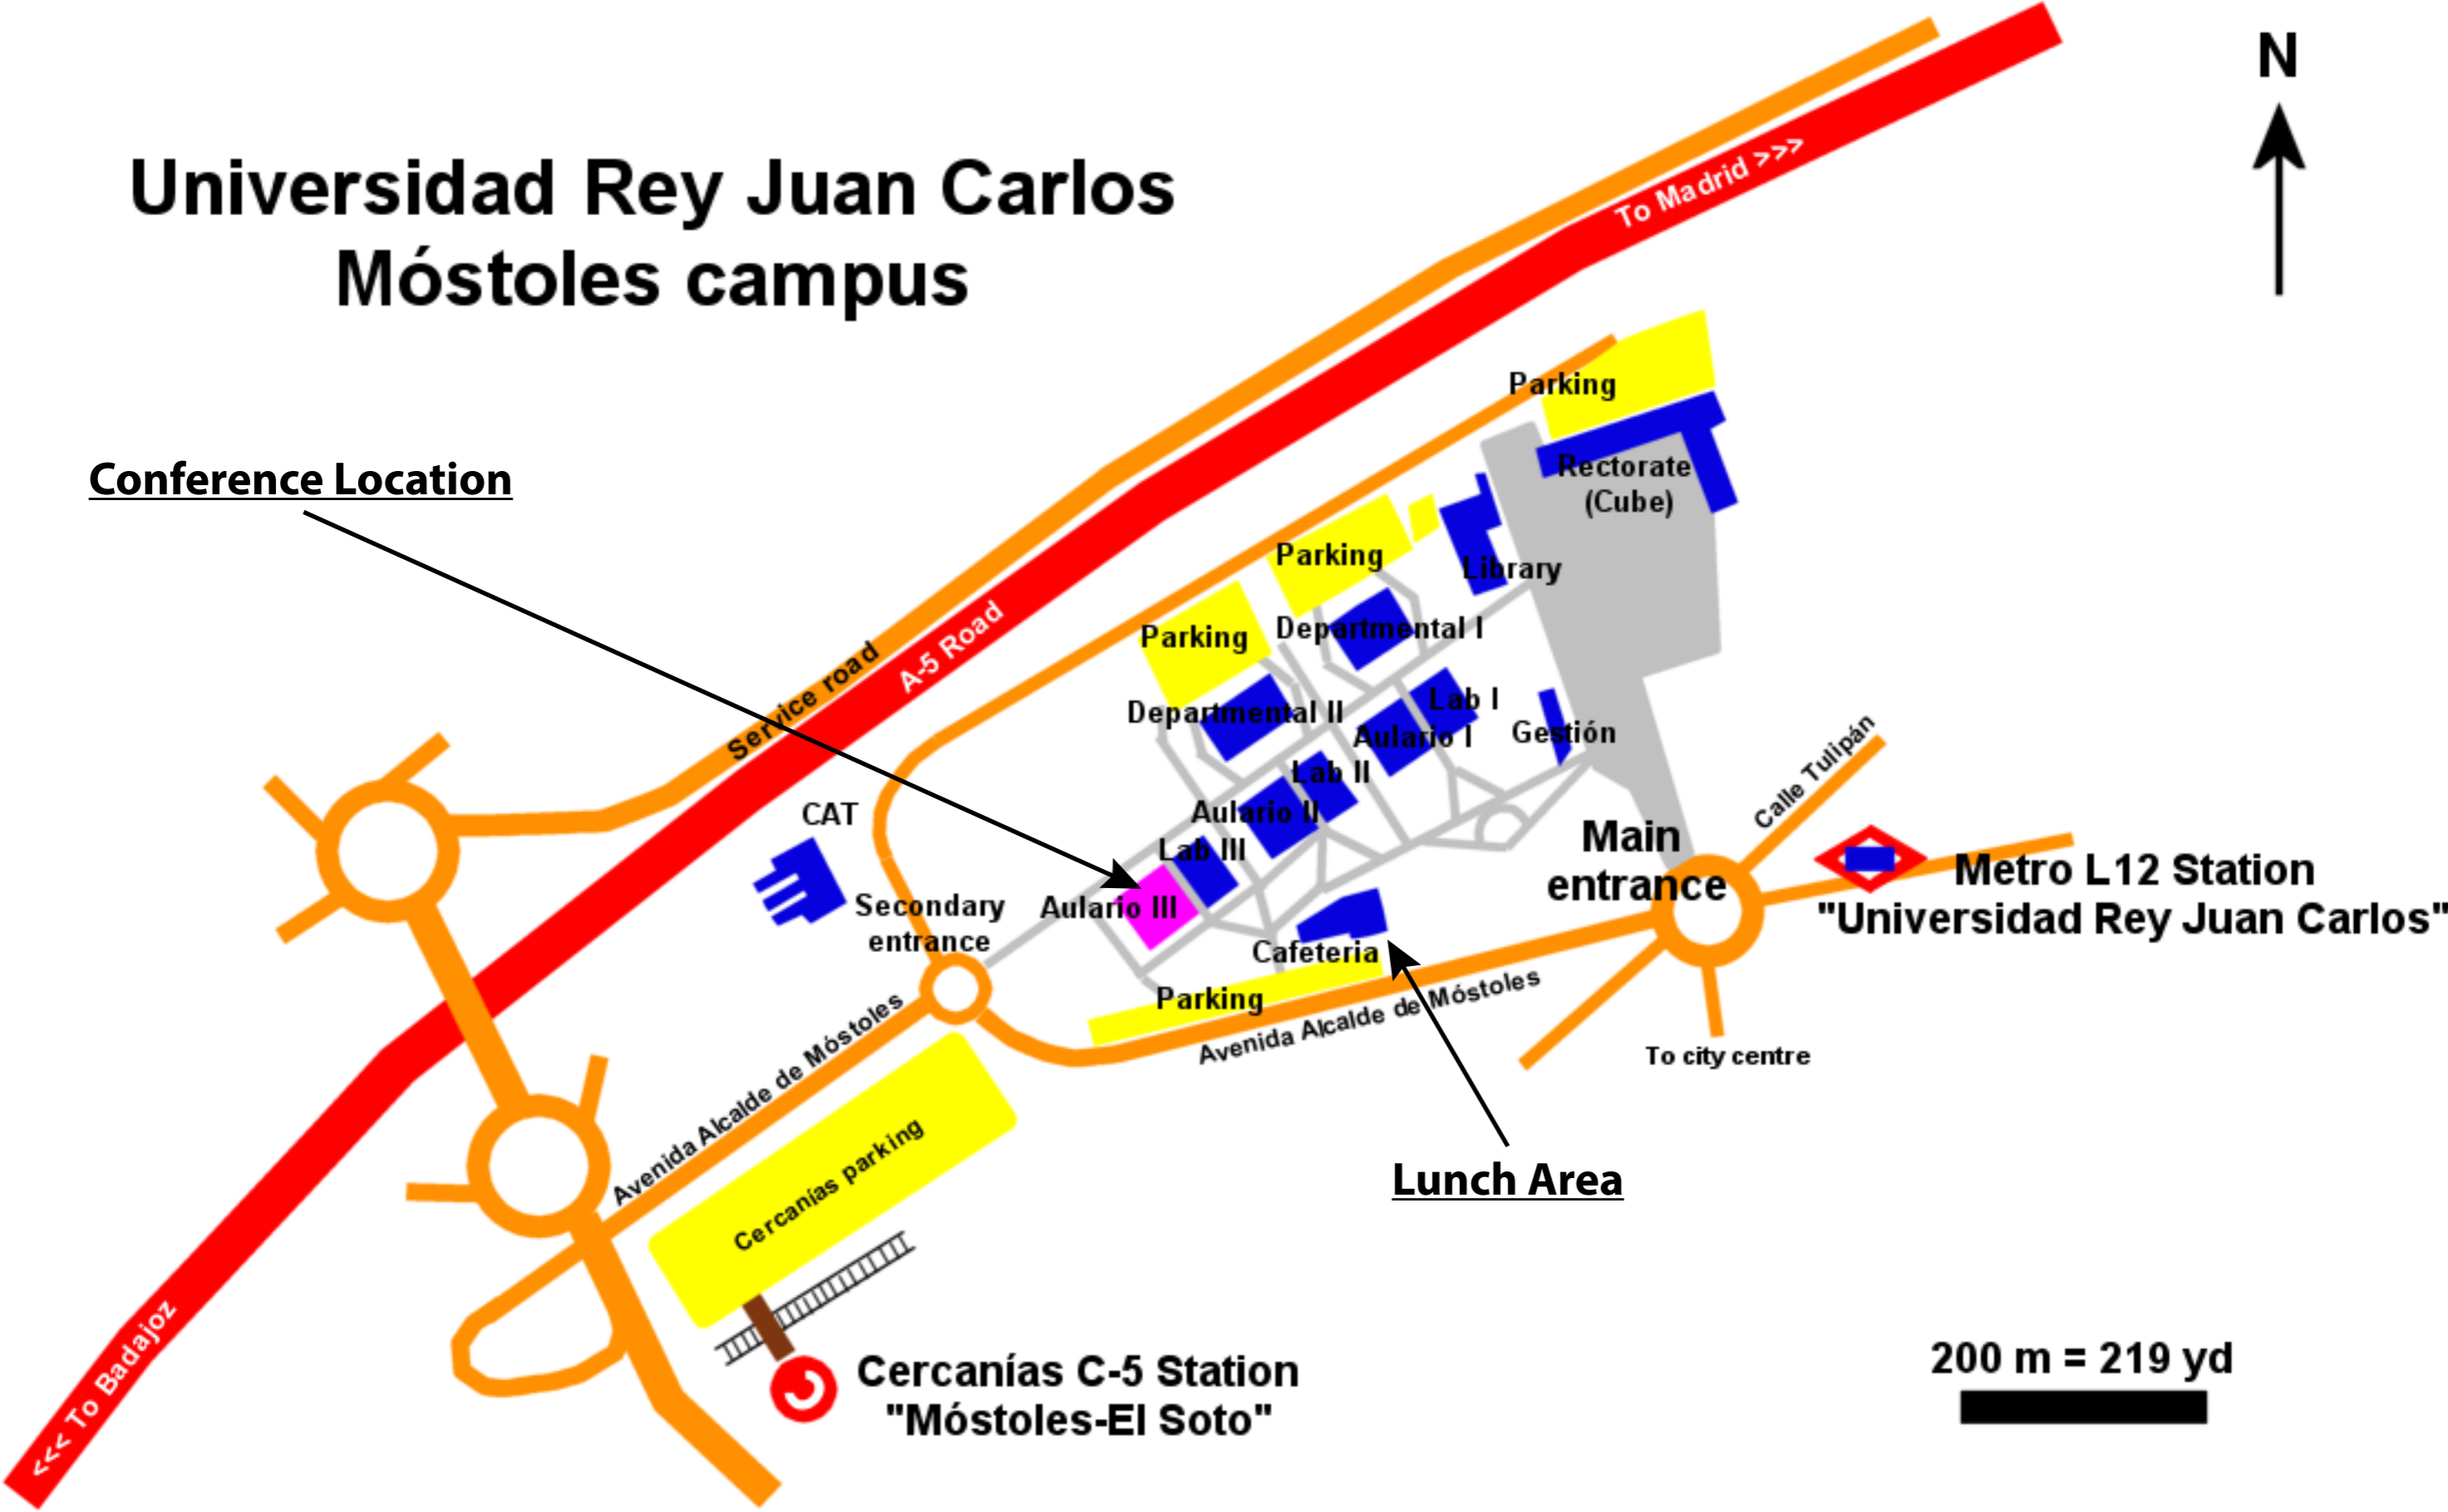 Universidad Rey Juan Carlos
Móstoles campus
N
To Madrid >>>
Conference Location
Parking
Rectorate
(Cube)
Parking
Library
Service road
A-5 Road
Parking
Departmental I
Departmental II
Lab I
Aulario I
Gestión
Calle Tulipán
Lab II
CAT
Aulario II
Lab III
Main
entrance
Metro L12 Station
"Universidad Rey Juan Carlos"
Secondary
entrance
Aulario III
Cafeteria
Parking
Avenida Alcalde de Móstoles
Avenida Alcalde de Móstoles
To city centre
Cercanías parking
Lunch Area
<<< To Badajoz
Cercanías C-5 Station
"Móstoles-El Soto"
200 m = 219 yd